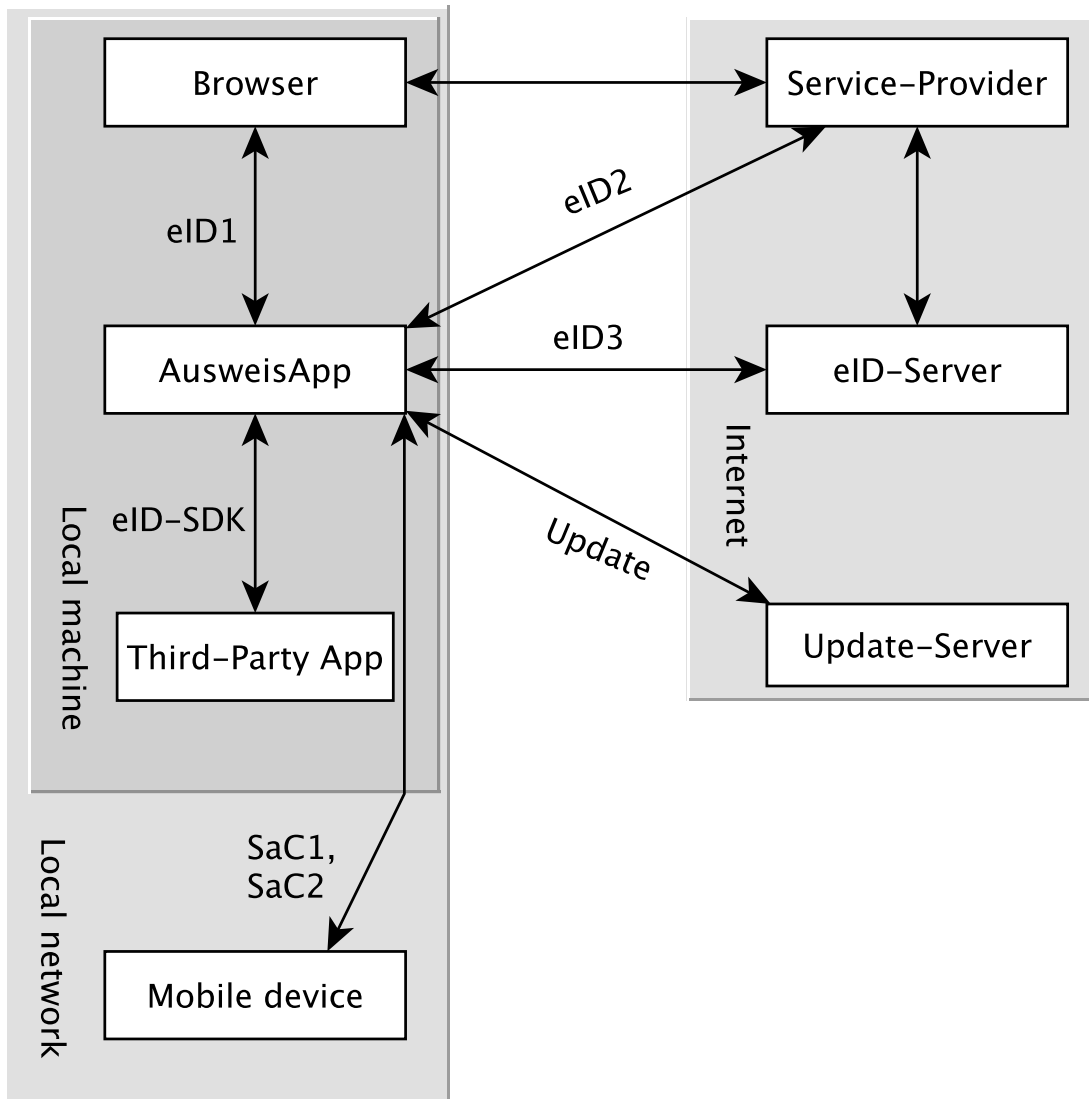 Browser
Service-Provider
eID1
eID2
AusweisApp
eID3
eID-Server
Internet
Local machine
eID-SDK
Update
Third-Party App
Update-Server
Local network
SaC1,
SaC2
Mobile device